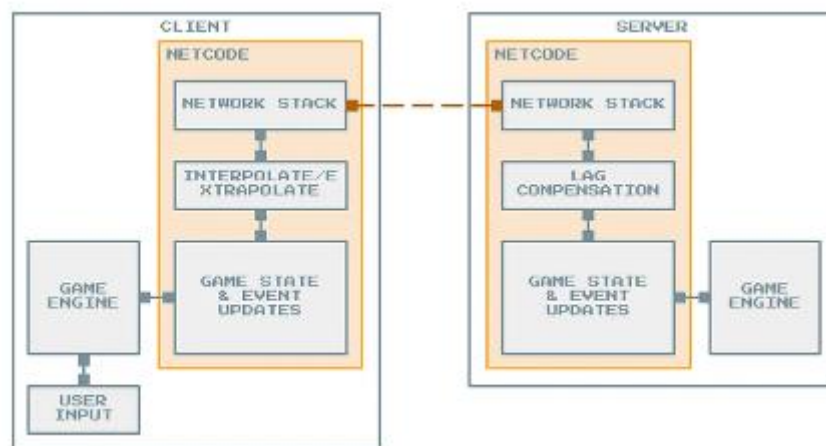 CLIENT
NETCODE
NETWORK STACK
INTERPOLATE/E
XTRAPOLATE
GAME STATE
& EVENT
UPDATES
GAME
ENGINE
USER
INPUT
SERVER
NETCODE
NETWORK STACK
LAG
COMPENSATION
GAME STATE
& EVENT
UPDATES
GAME
ENGINE